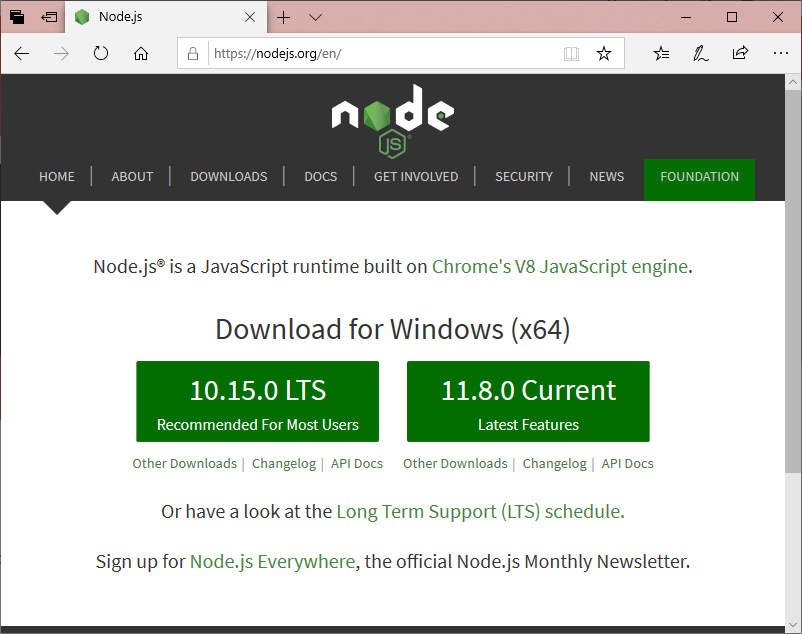 Node.js
https://nodejs.org/en/
node
JS
HOME | ABOUT | DOWNLOADS | DOCS | GET INVOLVED | SECURITY | NEWS FOUNDATION
Node.js® is a JavaScript runtime built on Chrome's V8 JavaScript engine.
Download for Windows (x64)
10.15.0 LTS
Recommended For Most Users
11.8.0 Current
Latest Features
Other Downloads | Changelog | API Docs
Other Downloads | Changelog | API Docs
Or have a look at the Long Term Support (LTS) schedule.
Sign up for Node.js Everywhere, the official Node.js Monthly Newsletter.